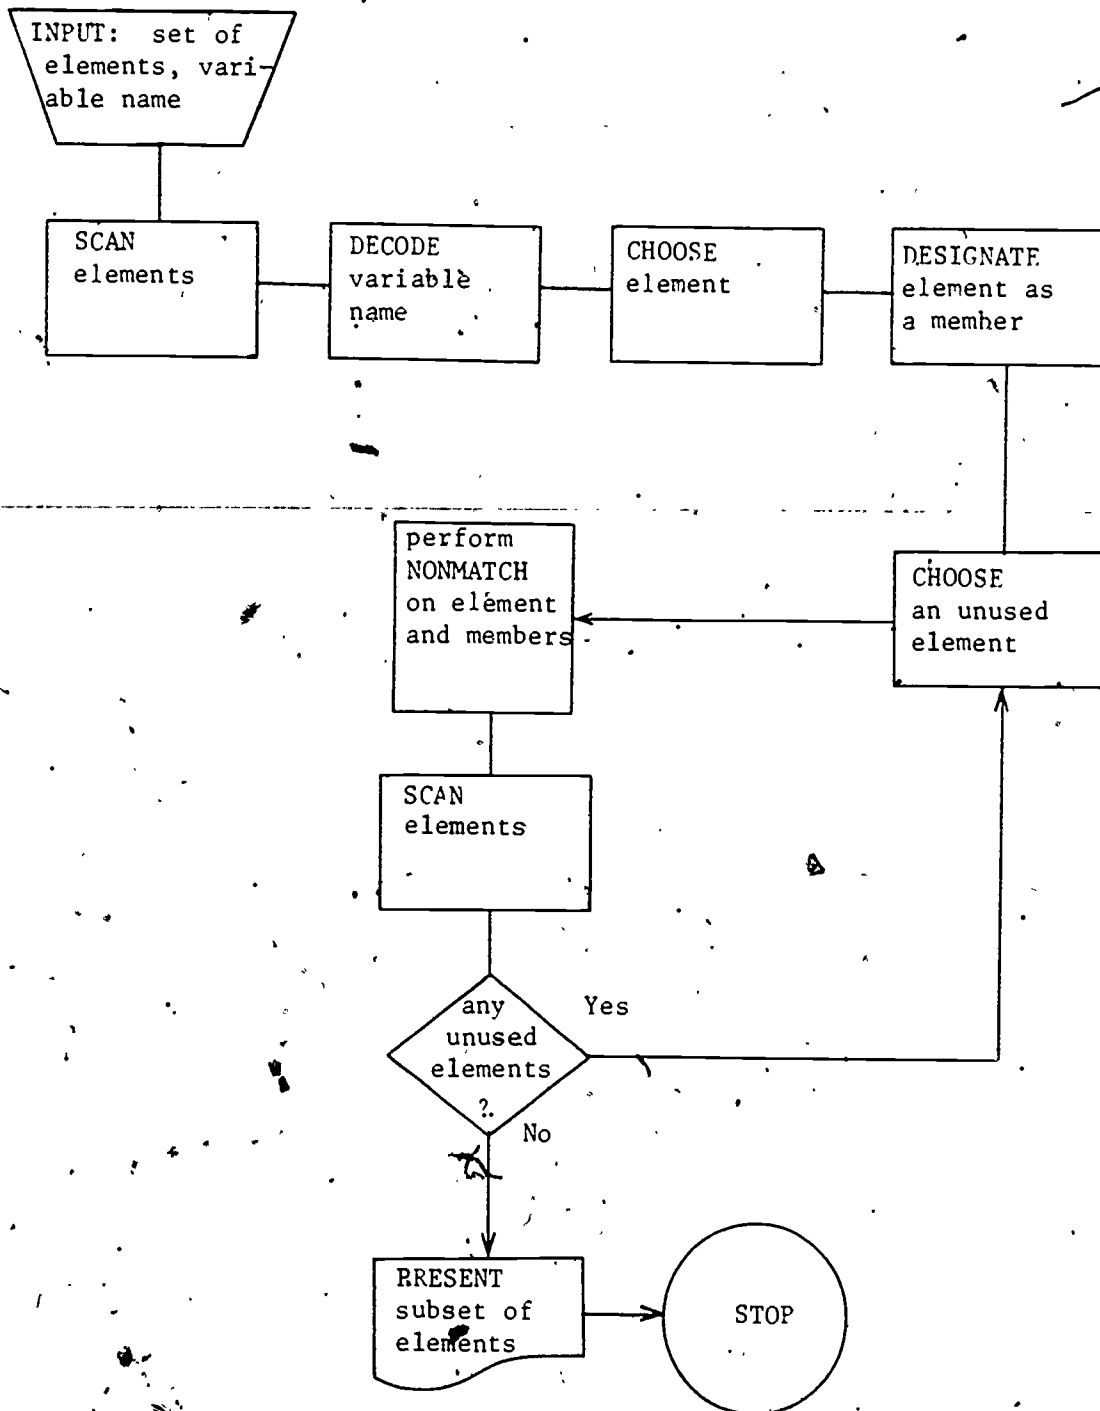 INPUT: set of
elements, vari-
able name
SCAN
elements
DECODE
variable
name
CHOOSE
element
DESIGNATE
element as
a member
CHOOSE
an unused
element
perform
NONMATCH
on element
and members
SCAN
elements
any
unused
elements
?
Yes
No
PRESENT
subset of
elements
STOP